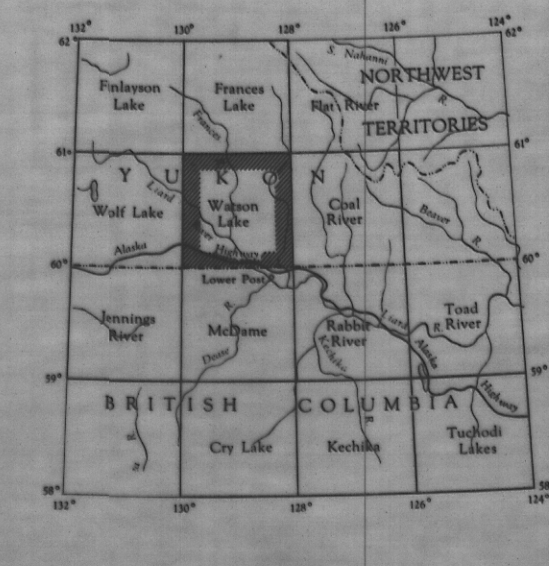 132°
130°
128°
126°
124°
62°
62°
S. Nahanni
NORTHWEST
Finlayson
Lake
Frances
Lake
Flat River
R.
Frances
TERRITORIES
61°
61°
Y U K O N
Liard
Wolf Lake
Watson
Lake
Coal
River
Beaver
R.
Alaska
Highway
60°
60°
Lower Post
Jennings
River
R.
McDame
Dease
Rabbit
River
Kechika
Liard
R.
Toad
River
Alaska
Highway
59°
59°
BRITISH COLUMBIA
R.
R.
Cry Lake
Kechika
Tuchodi
Lakes
58°
58°
132°
130°
128°
126°
124°